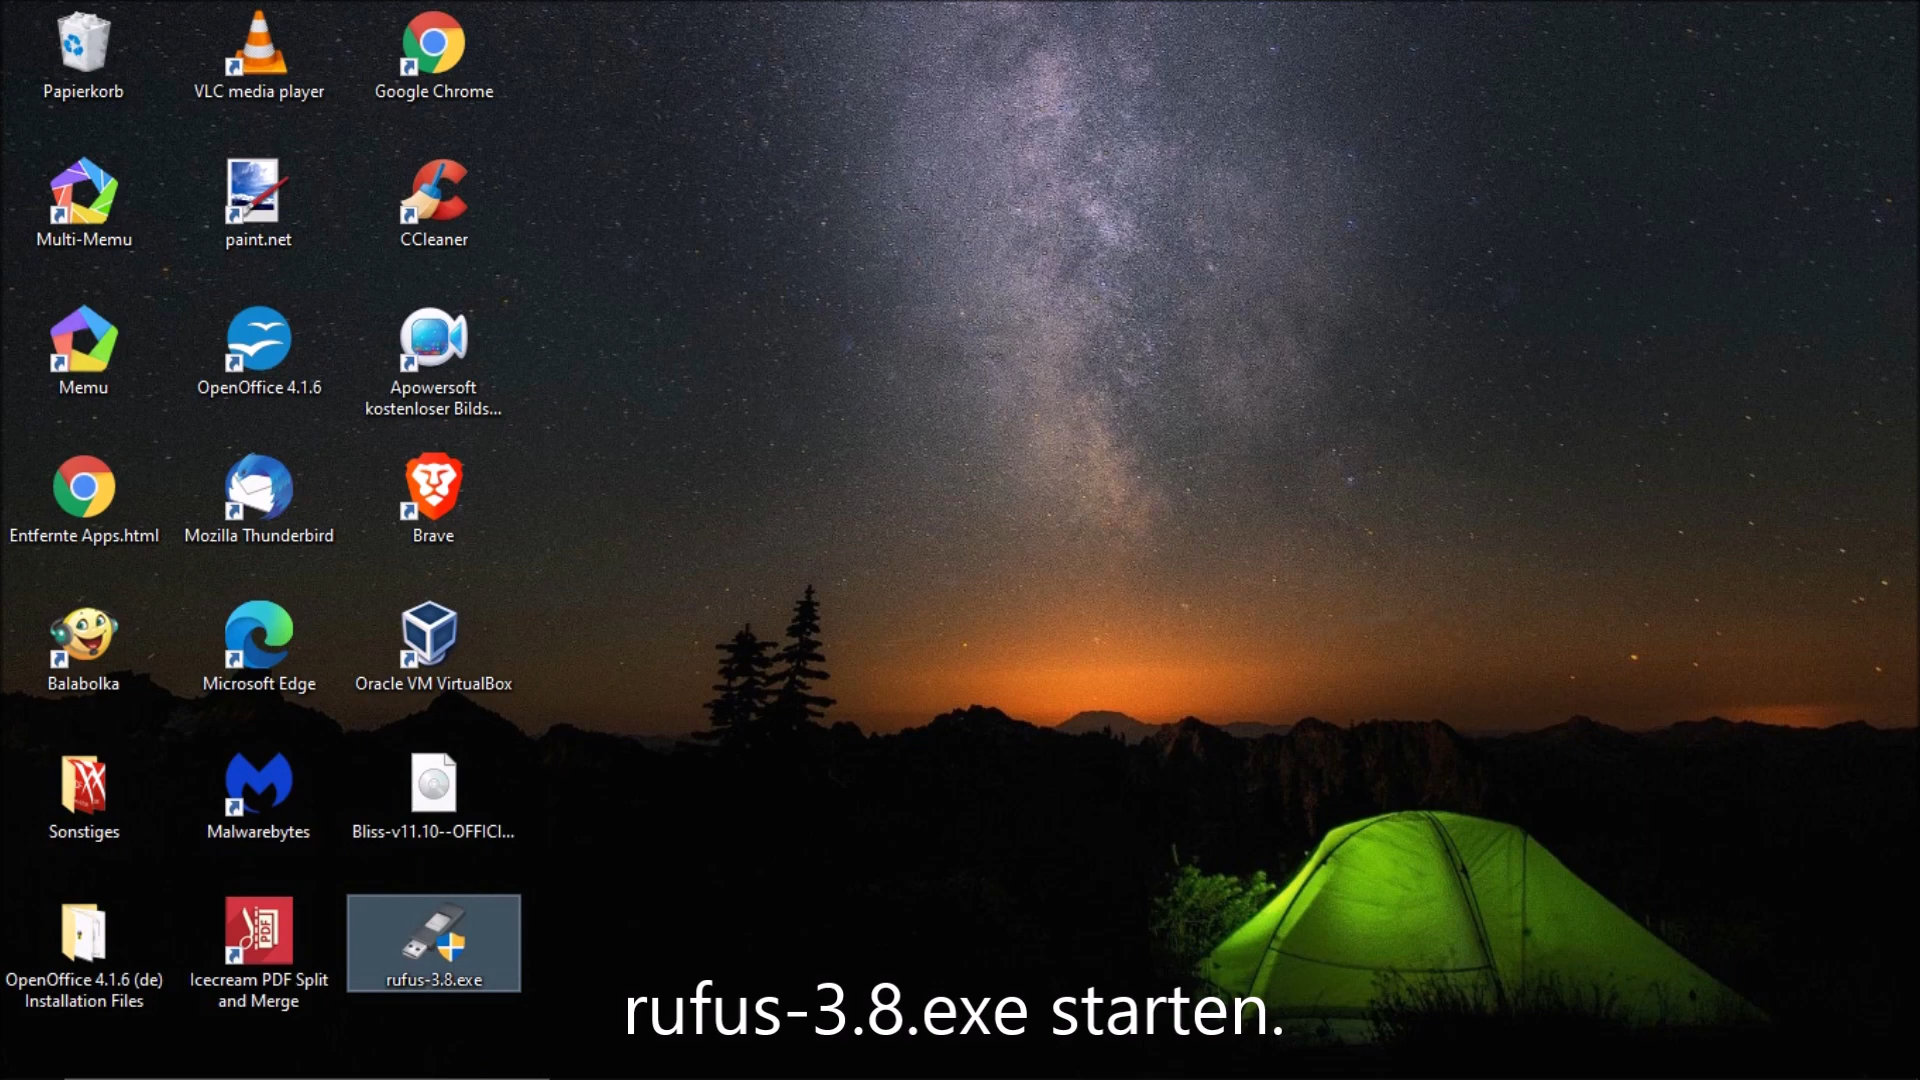 Papierkorb
VLC media player
Google Chrome
Multi-Memu
paint.net
CCleaner
Memu
OpenOffice 4.1.6
Apowersoft
kostenloser Bilds...
Entfernte Apps.html
Mozilla Thunderbird
Brave
Balabolka
Microsoft Edge
Oracle VM VirtualBox
Sonstiges
Malwarebytes
Bliss-v11.10--OFFICI...
OpenOffice 4.1.6 (de)
Installation Files
PDF
Icecream PDF Split
and Merge
rufus-3.8.exe
rufus-3.8.exe starten.